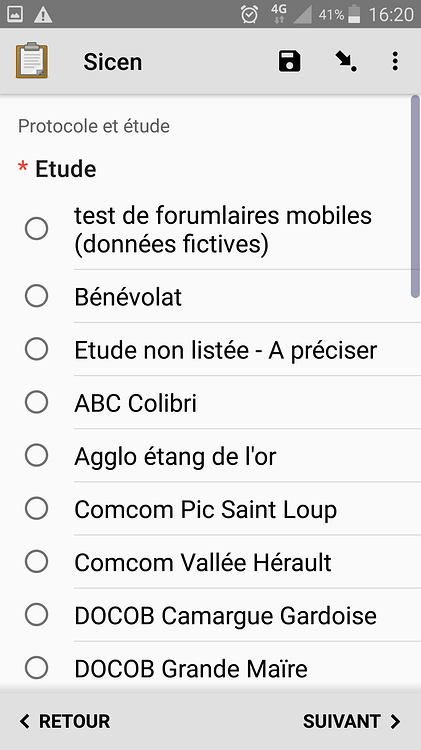 4G 41% 16:20
Sicen
Protocole et étude
* Etude
test de forumlaires mobiles
(données fictives)
Bénévolat
Etude non listée - A préciser
ABC Colibri
Agglo étang de l'or
Comcom Pic Saint Loup
Comcom Vallée Hérault
DOCOB Camargue Gardoise
DOCOB Grande Maïre
RETOUR SUIVANT